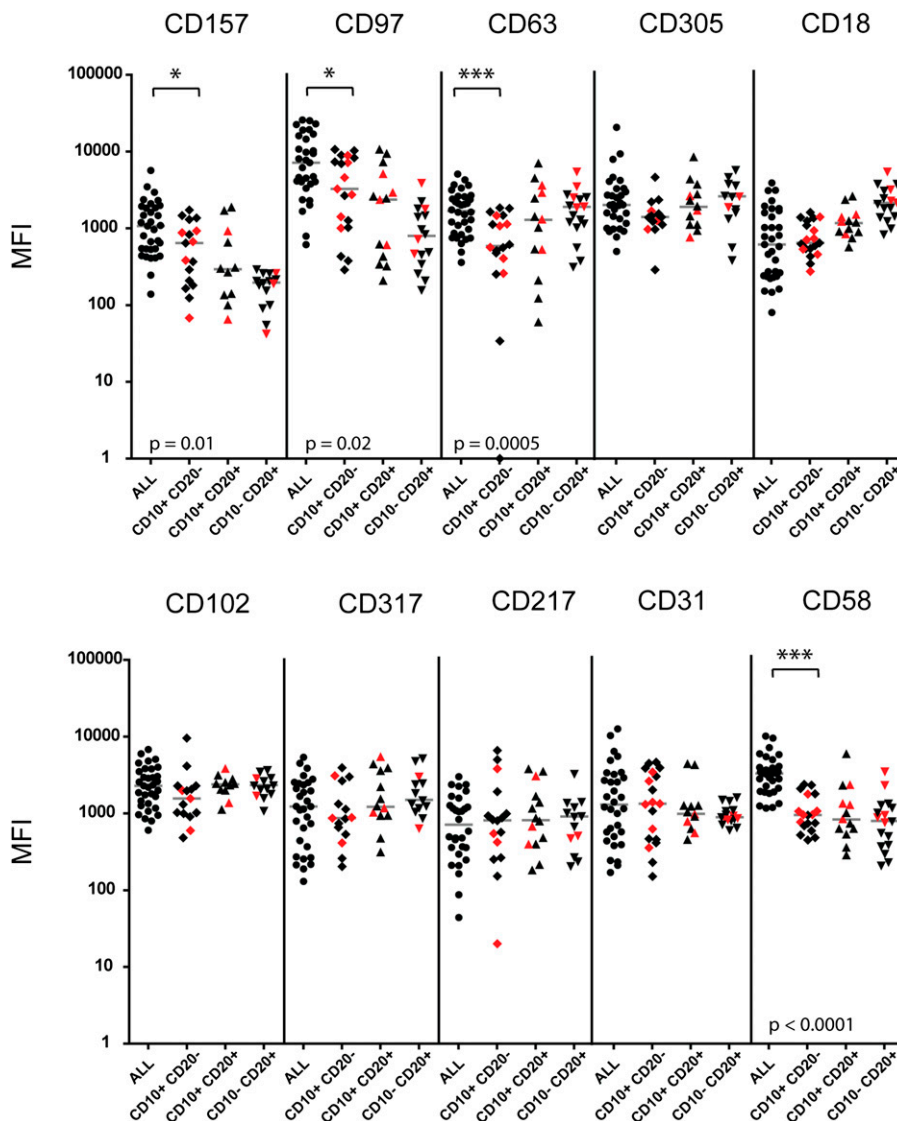 CD157 CD97 CD63 CD305 CD18
* * ***
100000
10000
1000
100
10
1
MFI
p = 0.01 p = 0.02 p = 0.0005
ALL CD10+ CD20- CD10+ CD20+ CD10- CD20+ ALL CD10+ CD20- CD10+ CD20+ CD10- CD20+ ALL CD10+ CD20- CD10+ CD20+ CD10- CD20+ ALL CD10+ CD20- CD10+ CD20+ CD10- CD20+ ALL CD10+ CD20- CD10+ CD20+ CD10- CD20+
CD102 CD317 CD217 CD31 CD58
***
100000
10000
1000
100
10
1
MFI
p < 0.0001
ALL CD10+ CD20- CD10+ CD20+ CD10- CD20+ ALL CD10+ CD20- CD10+ CD20+ CD10- CD20+ ALL CD10+ CD20- CD10+ CD20+ CD10- CD20+ ALL CD10+ CD20- CD10+ CD20+ CD10- CD20+ ALL CD10+ CD20- CD10+ CD20+ CD10- CD20+